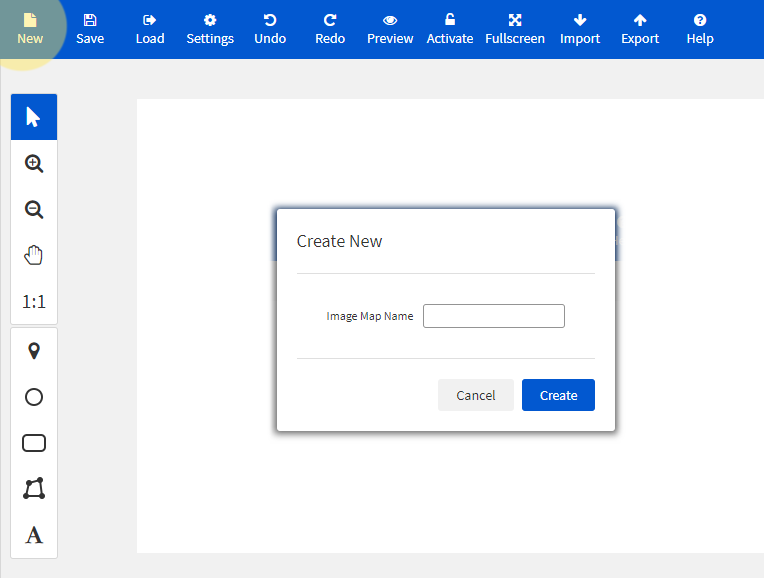 New Save Load Settings Undo Redo Preview Activate Fullscreen Import Export Help
1:1
A
Create New
Image Map Name
Cancel Create